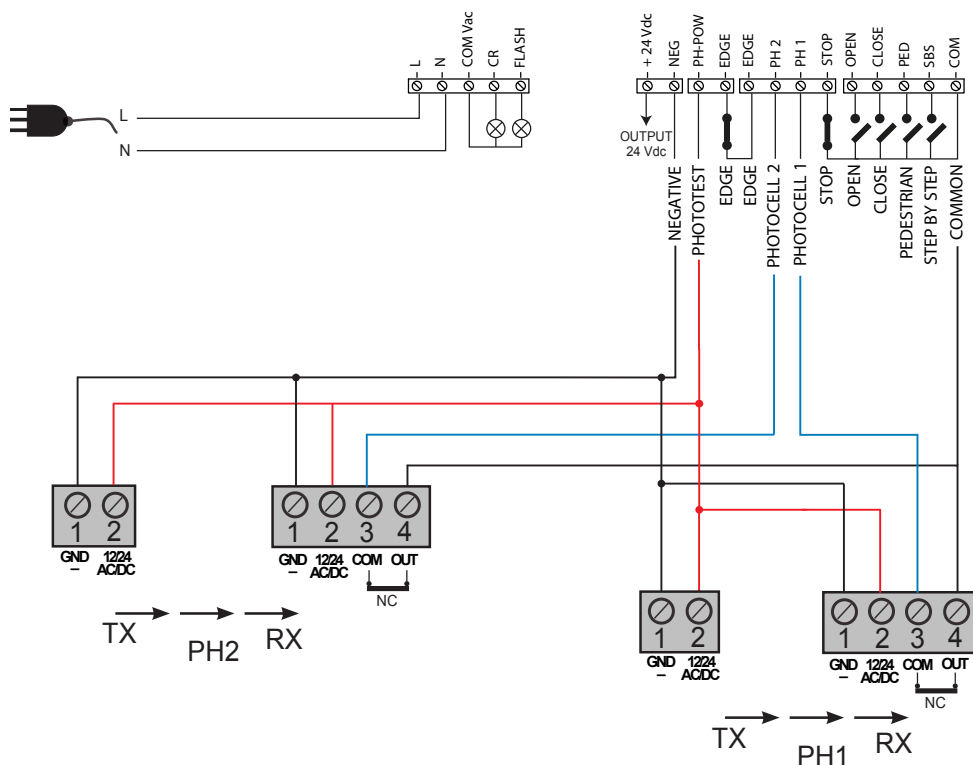 L
N
COM Vac
CR
FLASH
+ 24 Vdc
NEG
PH-POW
EDGE
EDGE
PH 2
PH 1
STOP
OPEN
CLOSE
PED
SBS
COM
L
N
OUTPUT
24 Vdc
NEGATIVE
PHOTOTEST
EDGE
EDGE
PHOTOCELL 2
PHOTOCELL 1
STOP
OPEN
CLOSE
PEDESTRIAN
STEP BY STEP
COMMON
1 2
GND 12/24
– AC/DC
1 2 3 4
GND 12/24 COM OUT
– AC/DC
NC
TX PH2 RX
1 2
GND 12/24
– AC/DC
1 2 3 4
GND 12/24 COM OUT
– AC/DC
NC
TX PH1 RX